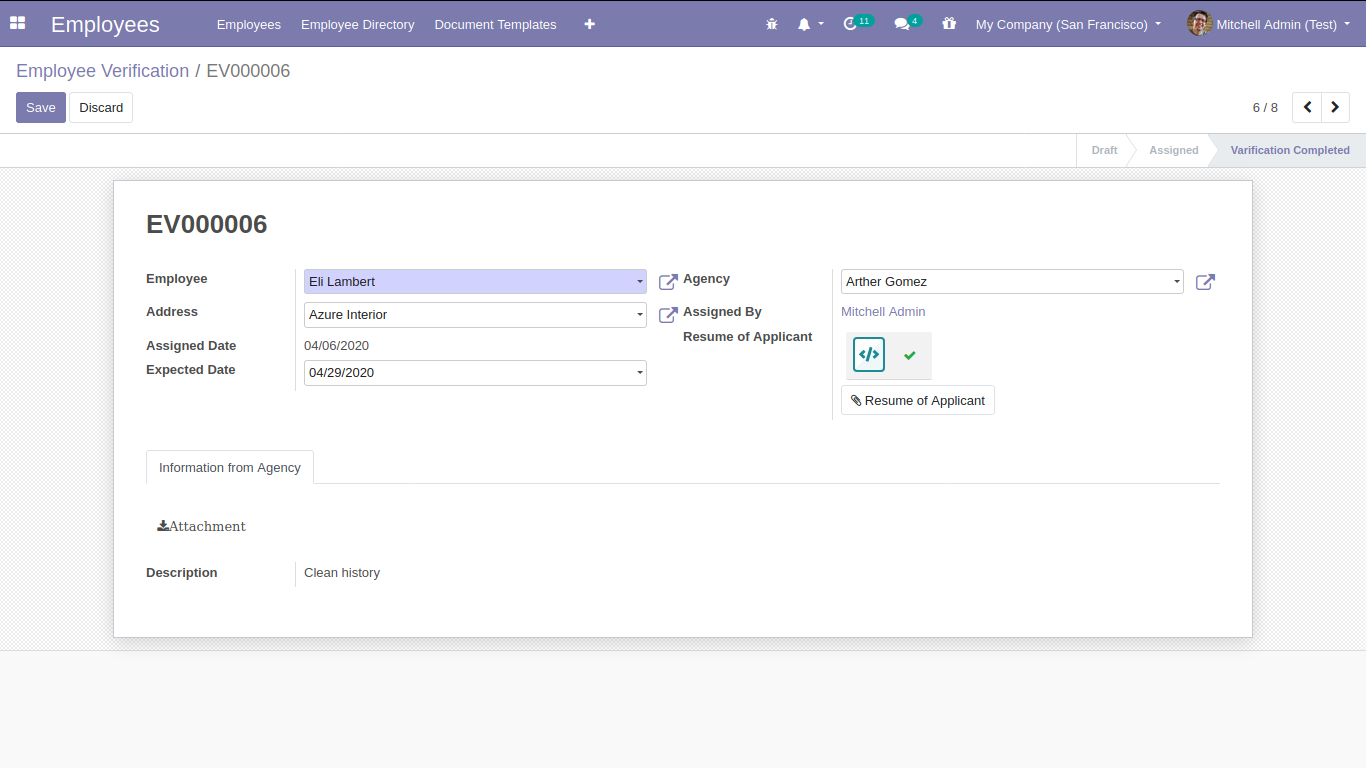 Employees Employees Employee Directory Document Templates 11 4 My Company (San Francisco) Mitchell Admin (Test)
Employee Verification / EV000006
Save Discard 6 / 8
Draft Assigned Varification Completed
EV000006
Employee Eli Lambert Agency Arther Gomez
Address Azure Interior Assigned By Mitchell Admin
Resume of Applicant
Assigned Date 04/06/2020
Expected Date 04/29/2020
Resume of Applicant
Information from Agency
Attachment
Description Clean history